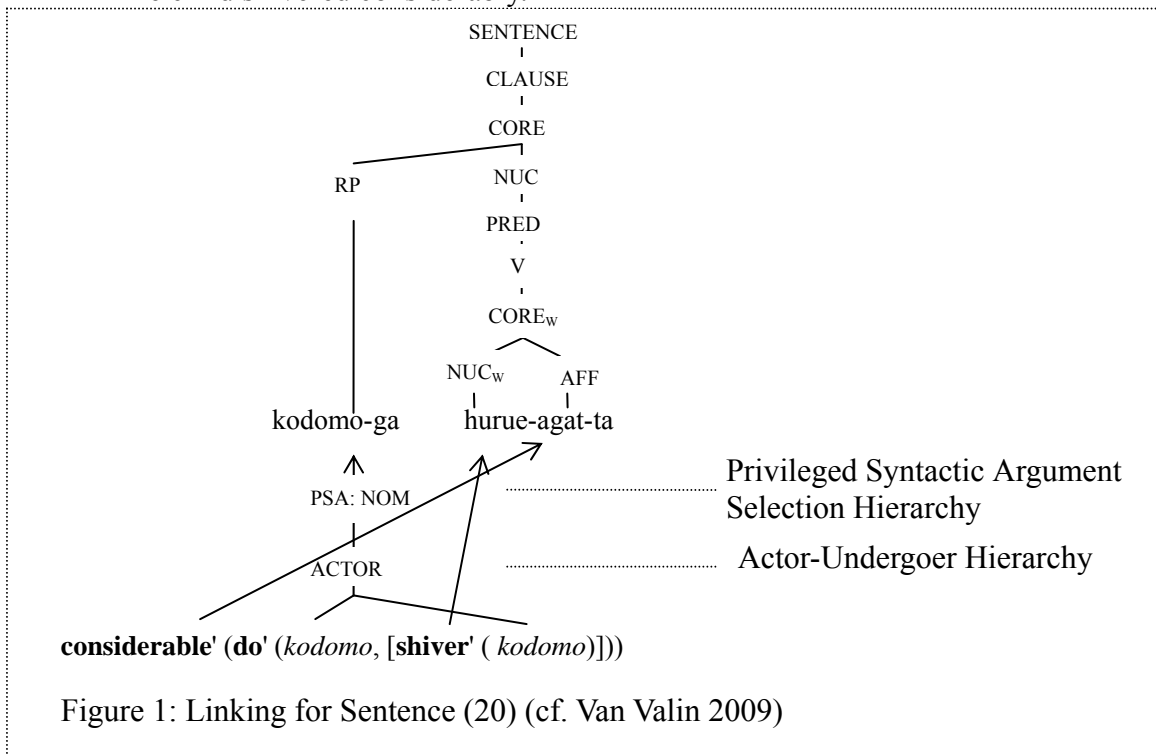 SENTENCE
CLAUSE
CORE
RP NUC
PRED
V
COREW
NUCW AFF
kodomo-ga hurue-agat-ta
Privileged Syntactic Argument
PSA: NOM
Selection Hierarchy
Actor-Undergoer Hierarchy
ACTOR
considerable' (do' (kodomo, [shiver' ( kodomo)]))
Figure 1: Linking for Sentence (20) (cf. Van Valin 2009)